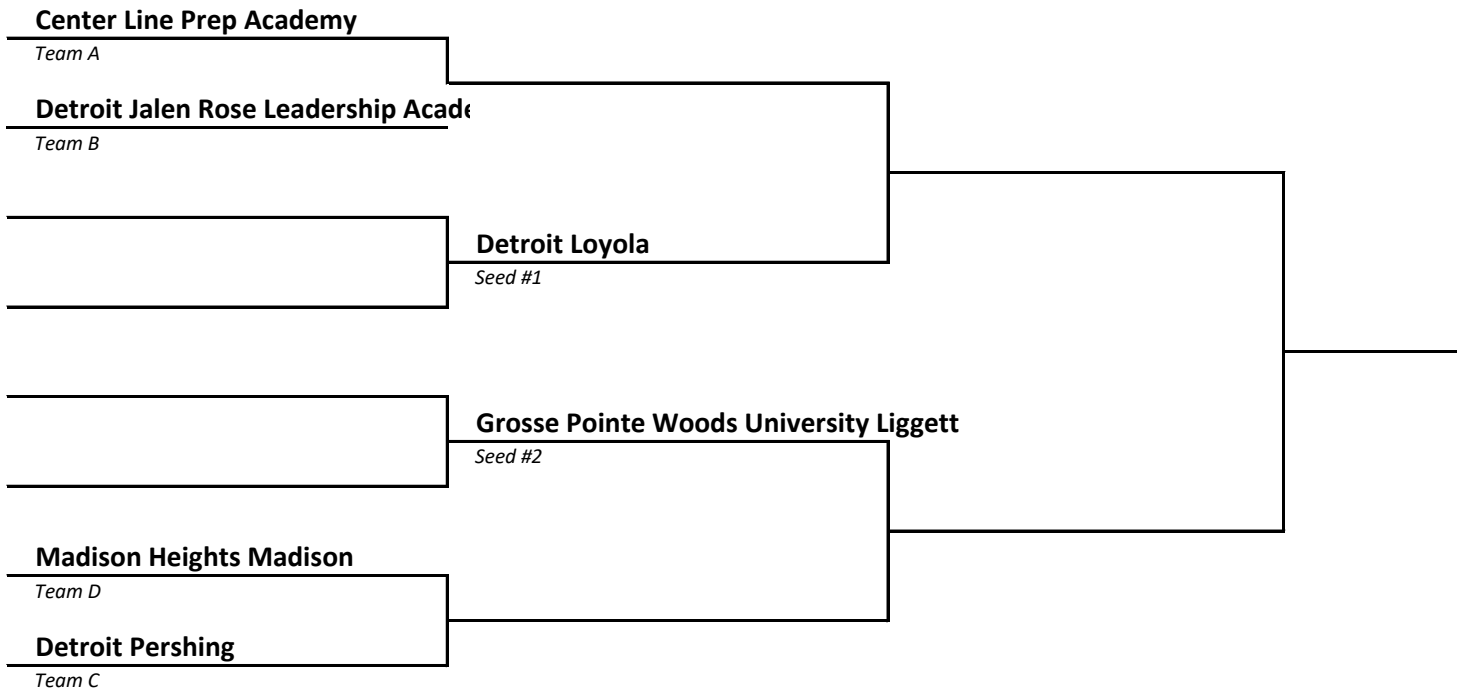 Center Line Prep Academy
Team A
Detroit Jalen Rose Leadership Acade
Team B
Detroit Loyola
Seed #1
Grosse Pointe Woods University Liggett
Seed #2
Madison Heights Madison
Team D
Detroit Pershing
Team C